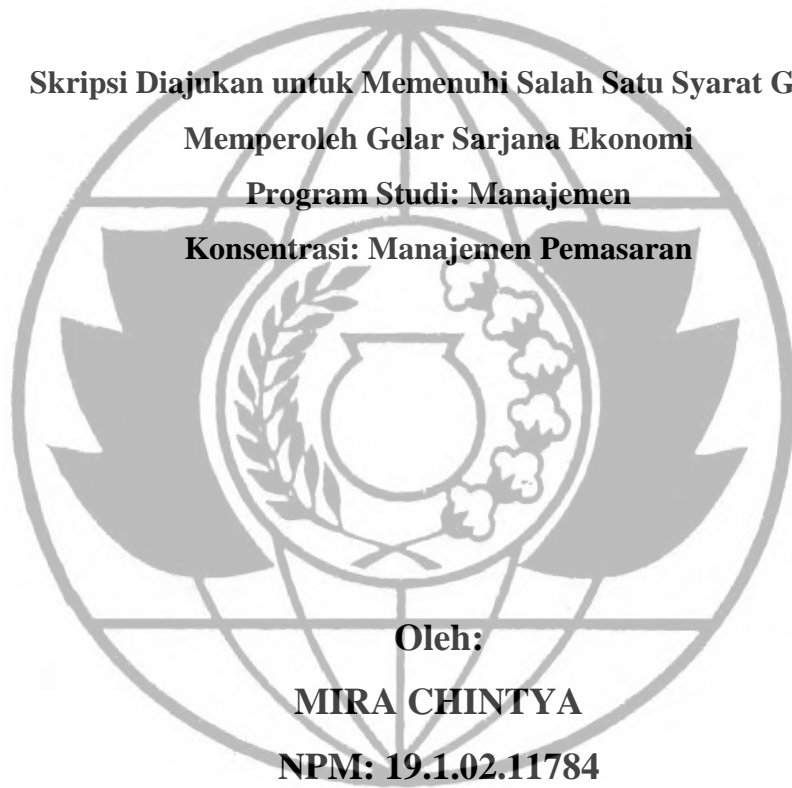 Skripsi Diajukan untuk Memenuhi Salah Satu Syarat G
Memperoleh Gelar Sarjana Ekonomi
Program Studi: Manajemen
Konsentrasi: Manajemen Pemasaran
Oleh:
MIRA CHINTYA
NPM: 19.1.02.11784